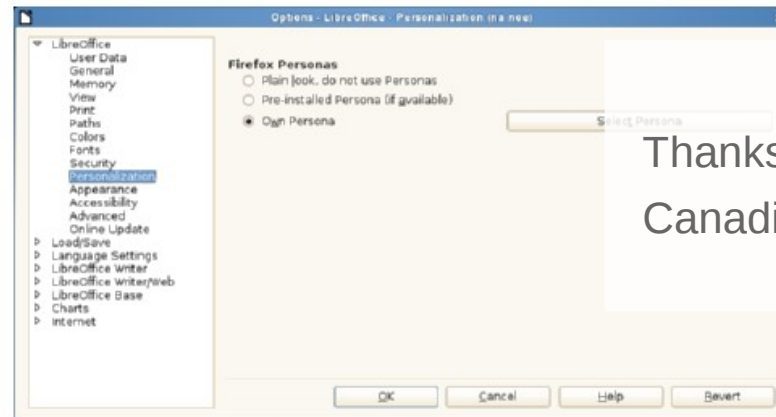 Options - LibreOffice - Personalization
LibreOffice
User Data
General
Memory
View
Print
Paths
Colors
Fonts
Security
Personalization
Appearance
Accessibility
Advanced
Online Update
Load/Save
Language Settings
LibreOffice Writer
LibreOffice Writer/Web
LibreOffice Base
Charts
Internet
Firefox Personas
Plain look, do not use Personas
Pre-installed Persona (if available)
Own Persona
Select Persona
Thanks
Canadi
OK
Cancel
Help
Revert